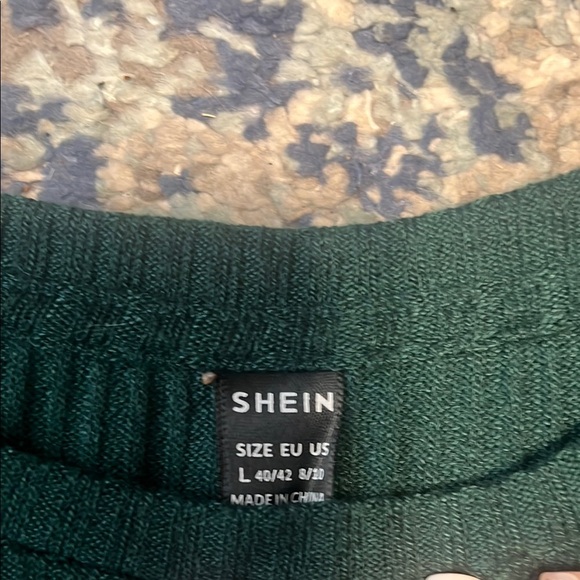 SHEIN
SIZE EU US
L 40/42 8/10
MADE IN CHINA